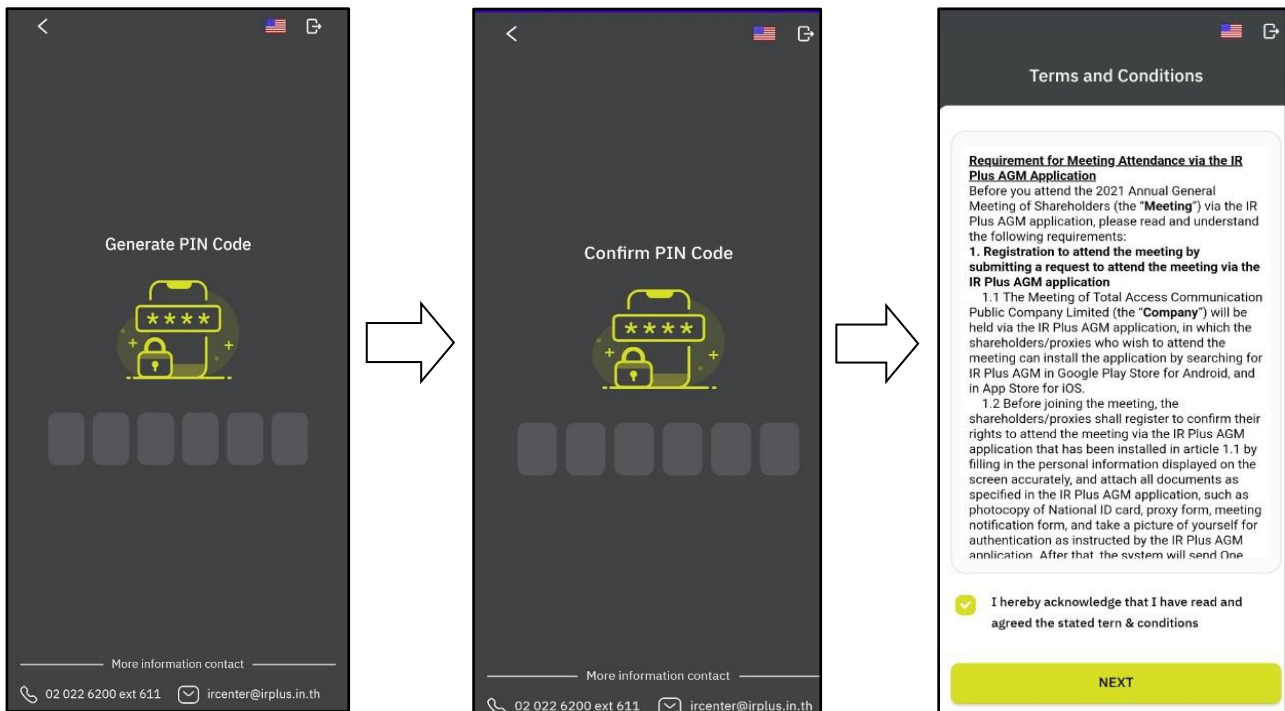 Generate PIN Code
****
More information contact
02 022 6200 ext 611 ircenter@irplus.in.th
Confirm PIN Code
****
More information contact
02 022 6200 ext 611 ircenter@irplus.in.th
Terms and Conditions
Requirement for Meeting Attendance via the IR
Plus AGM Application
Before you attend the 2021 Annual General
Meeting of Shareholders (the "Meeting") via the IR
Plus AGM application, please read and understand
the following requirements:
1. Registration to attend the meeting by
submitting a request to attend the meeting via the
IR Plus AGM application
1.1 The Meeting of Total Access Communication
Public Company Limited (the "Company") will be
held via the IR Plus AGM application, in which the
shareholders/proxies who wish to attend the
meeting can install the application by searching for
IR Plus AGM in Google Play Store for Android, and
in App Store for iOS.
1.2 Before joining the meeting, the
shareholders/proxies shall register to confirm their
rights to attend the meeting via the IR Plus AGM
application that has been installed in article 1.1 by
filling in the personal information displayed on the
screen accurately, and attach all documents as
specified in the IR Plus AGM application, such as
photocopy of National ID card, proxy form, meeting
notification form, and take a picture of yourself for
authentication as instructed by the IR Plus AGM
application. After that, the system will send One
I hereby acknowledge that I have read and
agreed the stated tern & conditions
NEXT